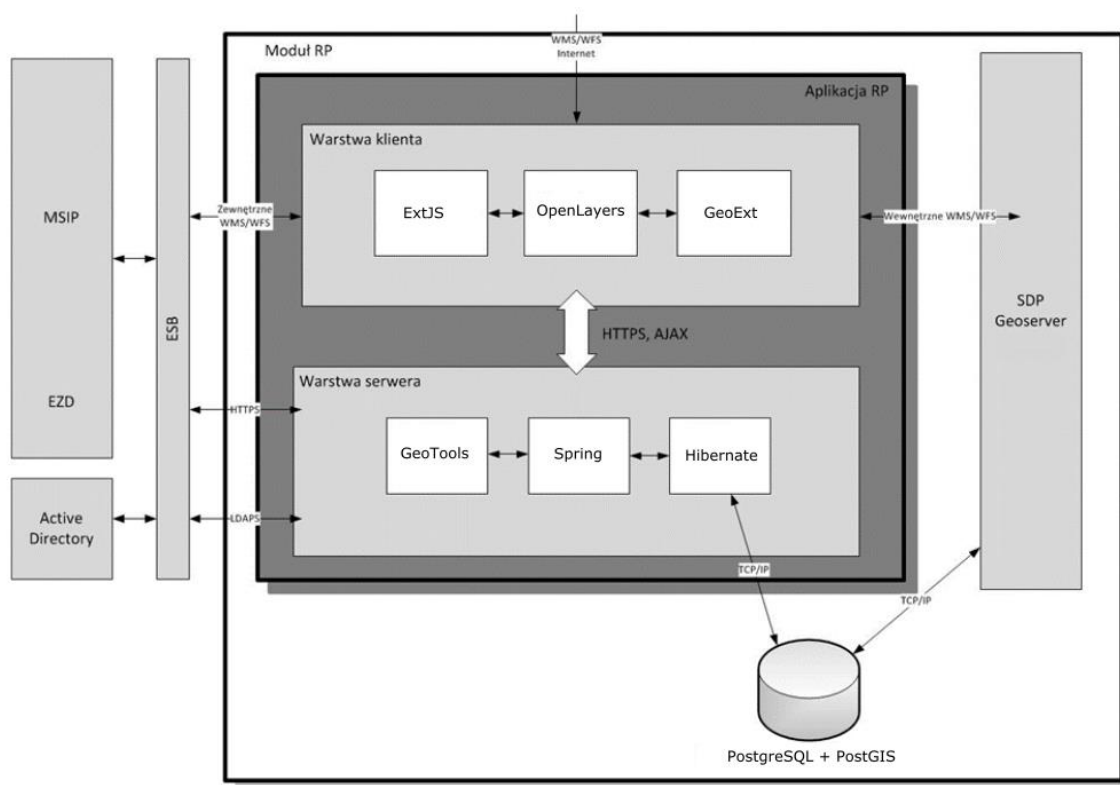 WMS/WFS
Internet
Moduł RP
Aplikacja RP
Warstwa klienta
MSIP
ExtJS
OpenLayers
GeoExt
Zewnętrzne
WMS/WFS
Wewnętrzne WMS/WFS
SDP
Geoserver
ESB
HTTPS, AJAX
Warstwa serwera
EZD
HTTPS
GeoTools
Spring
Hibernate
Active
Directory
LDAPS
TCP/IP
TCP/IP
PostgreSQL + PostGIS